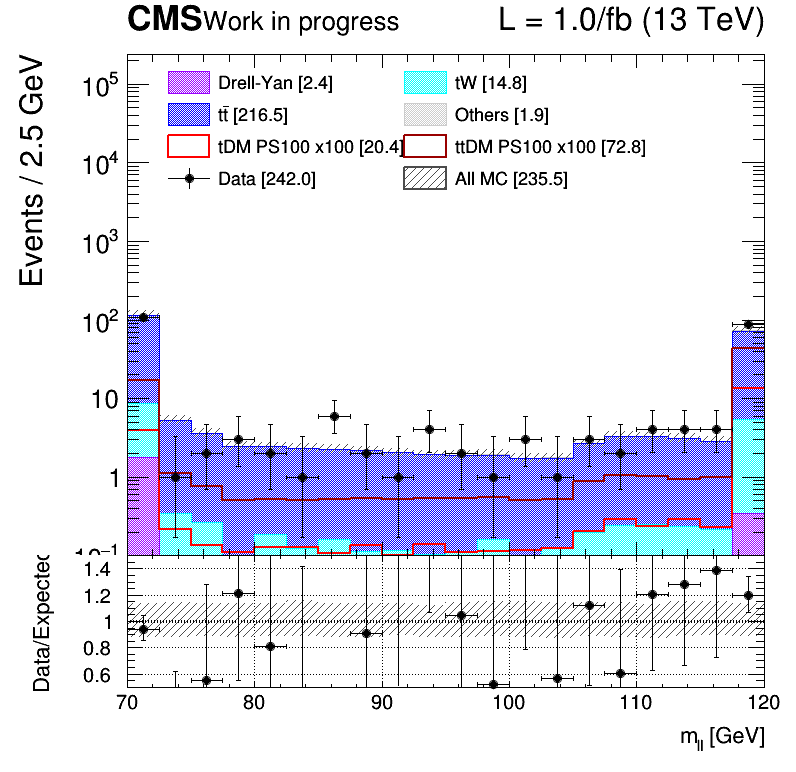 CMS Work in progress L = 1.0/fb (13 TeV)
Events / 2.5 GeV
10⁵
10⁴
10³
10²
10
1
10⁻¹
Drell-Yan [2.4] tW [14.8]
tt̄ [216.5] Others [1.9]
tDM PS100 x100 [20.4] ttDM PS100 x100 [72.8]
Data [242.0] All MC [235.5]
Data/Expected
1.4
1.2
1
0.8
0.6
70 80 90 100 110 120
m_ll [GeV]